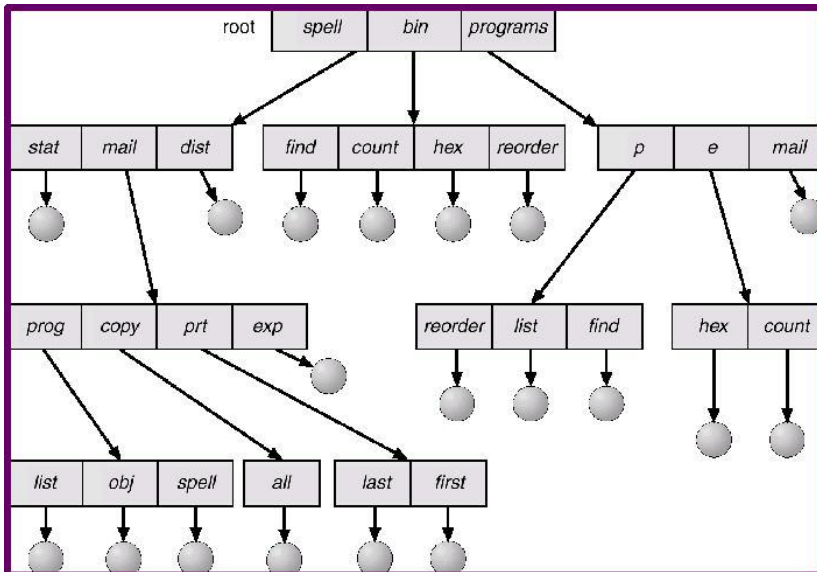 root spell bin programs
stat mail dist find count hex reorder p e mail
prog copy prt exp reorder list find hex count
list obj spell all last first